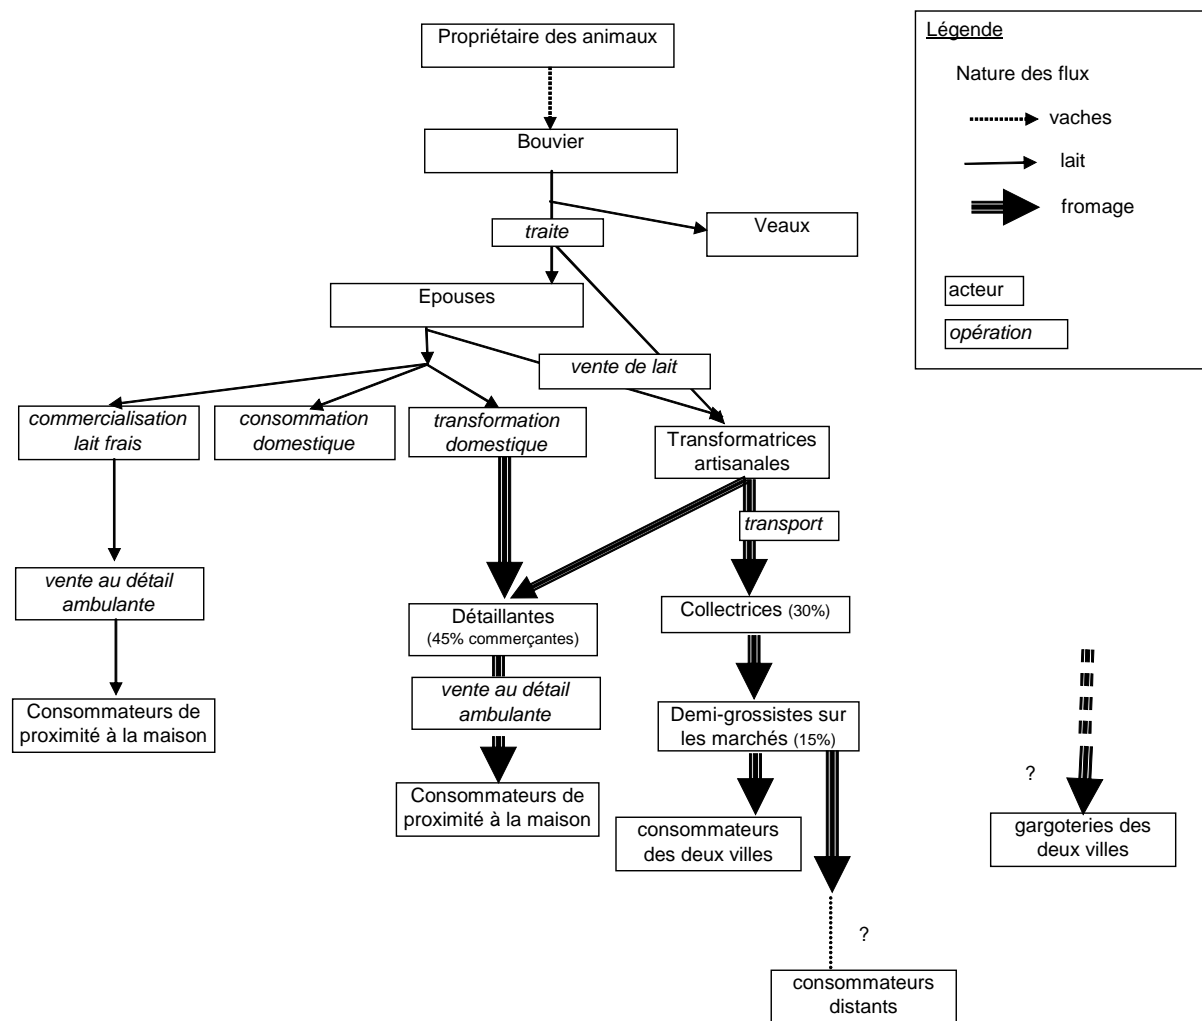 Propriétaire des animaux
Légende
Nature des flux
vaches
lait
fromage
acteur
opération
Bouvier
traite
Veaux
Epouses
vente de lait
commercialisation
lait frais
consommation
domestique
transformation
domestique
Transformatrices
artisanales
transport
vente au détail
ambulante
Détaillantes
(45% commerçantes)
Collectrices (30%)
vente au détail
ambulante
Consommateurs de
proximité à la maison
Demi-grossistes sur
les marchés (15%)
Consommateurs de
proximité à la maison
consommateurs
des deux villes
?
gargoteries des
deux villes
?
consommateurs
distants